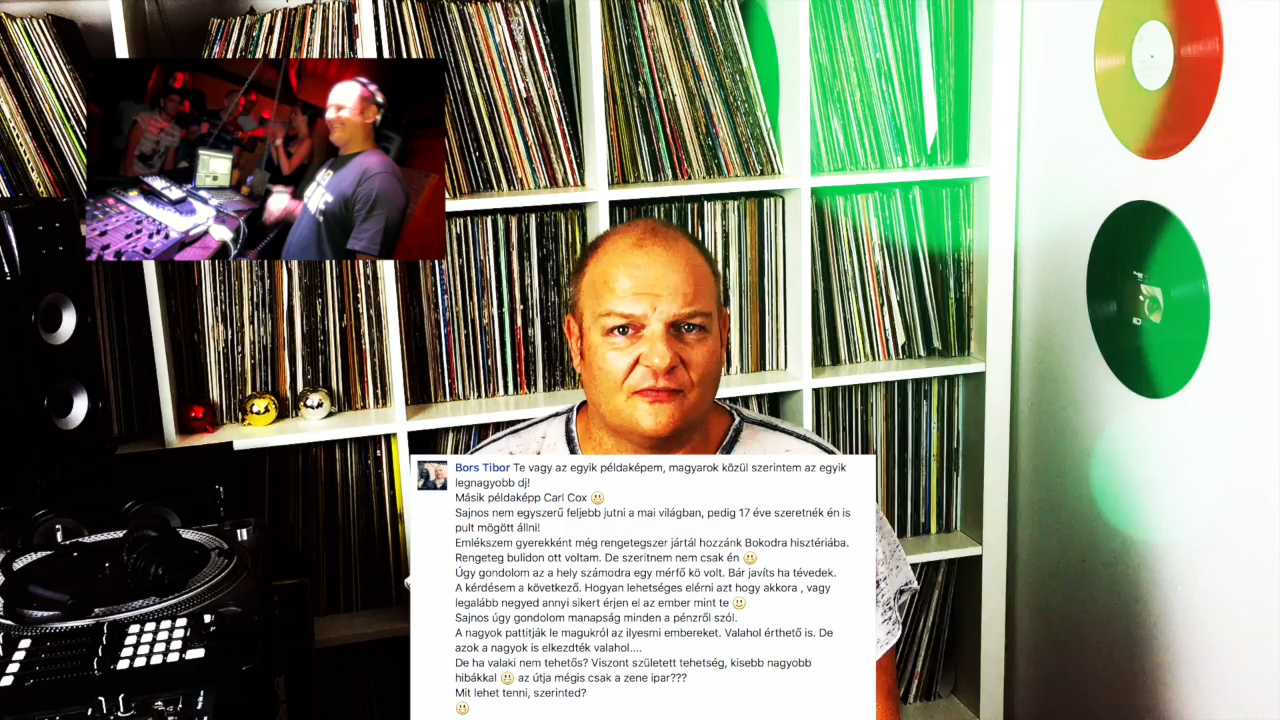 Bors Tibor Te vagy az egyik példaképem, magyarok közül szerintem az egyik
legnagyobb dj!
Másik példaképp Carl Cox
Sajnos nem egyszerű feljebb jutni a mai világban, pedig 17 éve szeretnék én is
pult mögött állni!
Emlékszem gyerekként még rengetegszer jártál hozzánk Bokodra hisztériába.
Rengeteg bulidon ott voltam. De szeritnem nem csak én
Úgy gondolom az a hely számodra egy mérfő kö volt. Bár javíts ha tévedek.
A kérdésem a következő. Hogyan lehetséges elérni azt hogy akkora , vagy
legalább negyed annyi sikert érjen el az ember mint te
Sajnos úgy gondolom manapság minden a pénzről szól.
A nagyok pattitják le magukról az ilyesmi embereket. Valahol érthető is. De
azok a nagyok is elkezdték valahol....
De ha valaki nem tehetős? Viszont született tehetség, kisebb nagyobb
hibákkal az útja mégis csak a zene ipar???
Mit lehet tenni, szerinted?